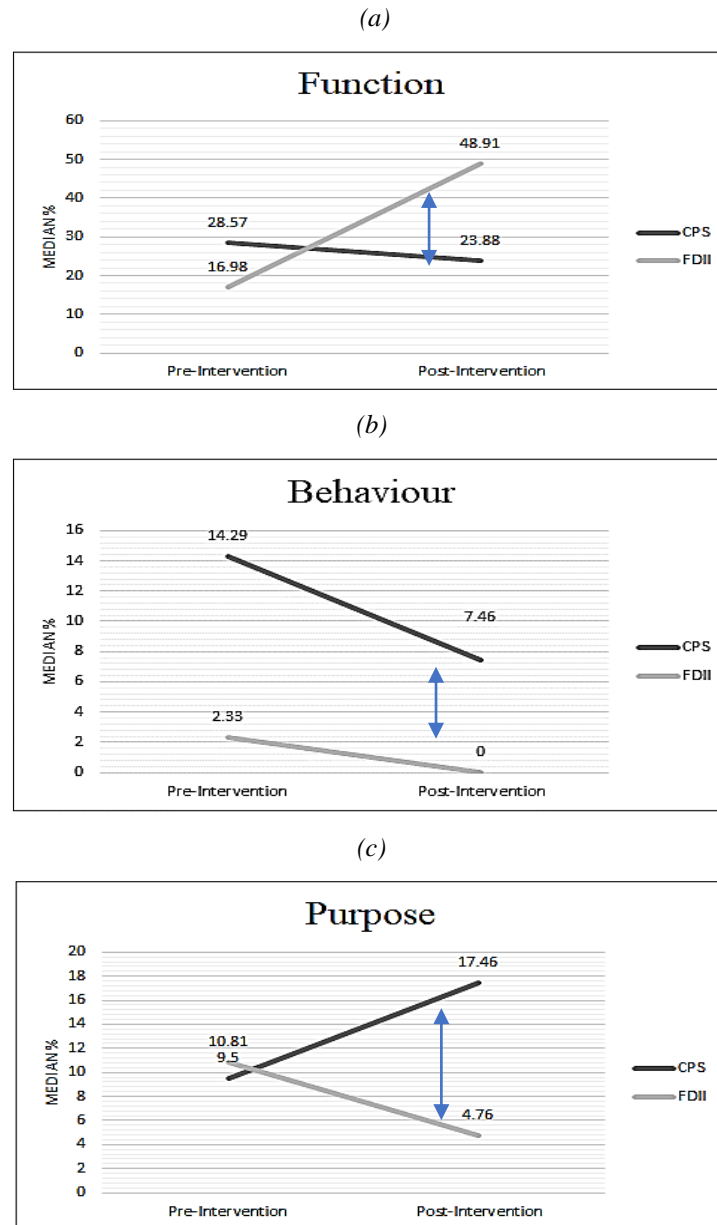 (a)
Function
60
50
40
30
20
10
0
MEDIAN%
28.57
16.98
48.91
23.88
Pre-Intervention
Post-Intervention
CPS
FDII
(b)
Behaviour
16
14
12
10
8
6
4
2
0
MEDIAN%
14.29
2.33
7.46
0
Pre-Intervention
Post-Intervention
CPS
FDII
(c)
Purpose
20
18
16
14
12
10
8
6
4
2
0
MEDIAN%
10.81
9.5
17.46
4.76
Pre-Intervention
Post-Intervention
CPS
FDII